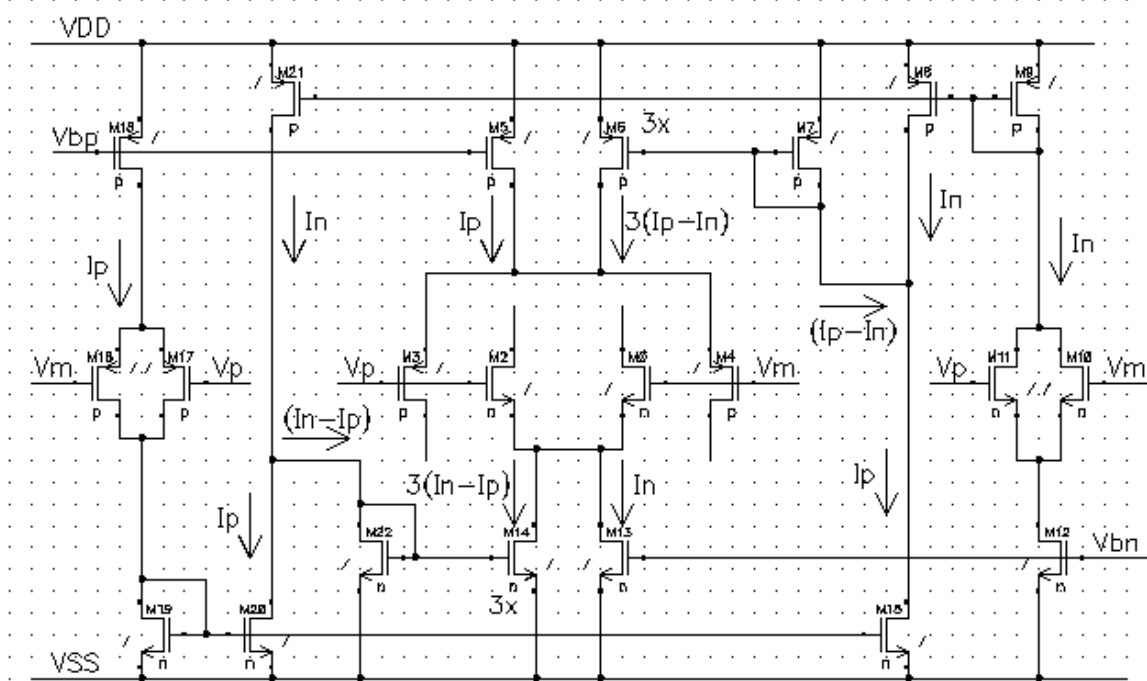 VDD
M21 M8 M9
p p p
M18 M5 M6 3x M7
Vbp
p p p p
In Ip 3(Ip-In) In
Ip In
(Ip-In)
M16 M17 M3 M2 M0 M4 M11 M10
Vm Vp Vp Vm Vp Vm
p p p n n p n n
(In-Ip)
3(In-Ip) In Ip
Ip
M22 M14 M13 M12
Vbn
n n n n
3x
M19 M20 M15
n n n
VSS